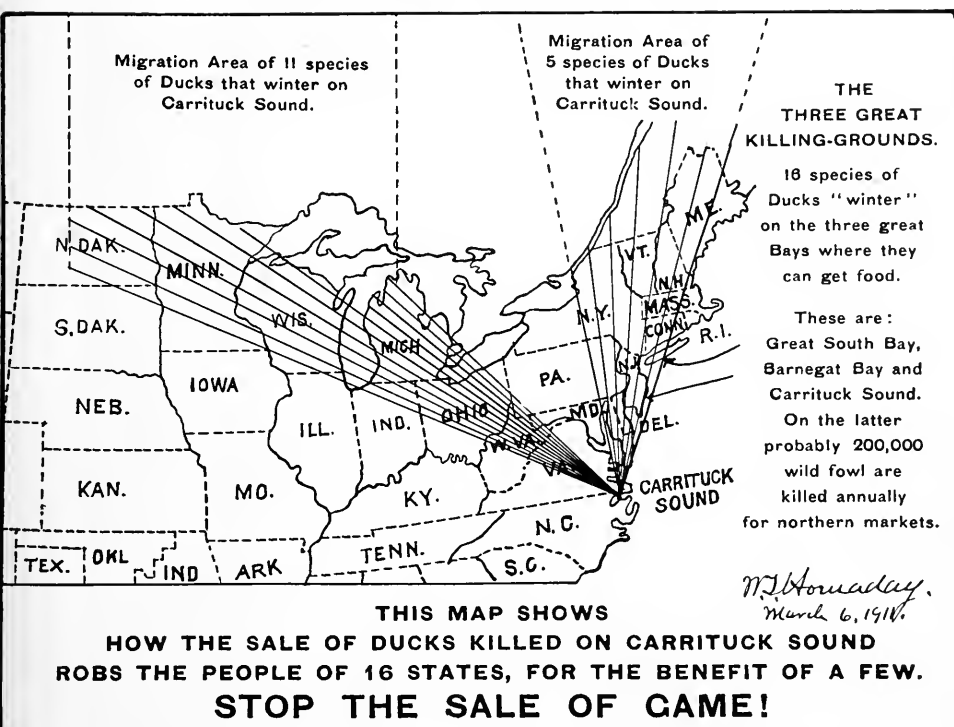 Migration Area of 11 species
of Ducks that winter on
Carrituck Sound.
Migration Area of
5 species of Ducks
that winter on
Carrituck Sound.
THE
THREE GREAT
KILLING-GROUNDS.
16 species of
Ducks "winter"
on the three great
Bays where they
can get food.
These are:
Great South Bay,
Barnegat Bay and
Carrituck Sound.
On the latter
probably 200,000
wild fowl are
killed annually
for northern markets.
N.DAK.
MINN.
S.DAK.
WIS.
MICH
IOWA
NEB.
ILL.
IND.
OHIO
PA.
N.Y.
VT.
ME.
N.H.
MASS.
CONN.
R.I.
N.J.
MD.
DEL.
W.VA.
VA.
KAN.
MO.
KY.
CARRITUCK
SOUND
N.C.
TENN.
S.C.
TEX.
OKL
IND
ARK
W.T. Hornaday.
March 6, 1911.
THIS MAP SHOWS
HOW THE SALE OF DUCKS KILLED ON CARRITUCK SOUND
ROBS THE PEOPLE OF 16 STATES, FOR THE BENEFIT OF A FEW.
STOP THE SALE OF GAME!